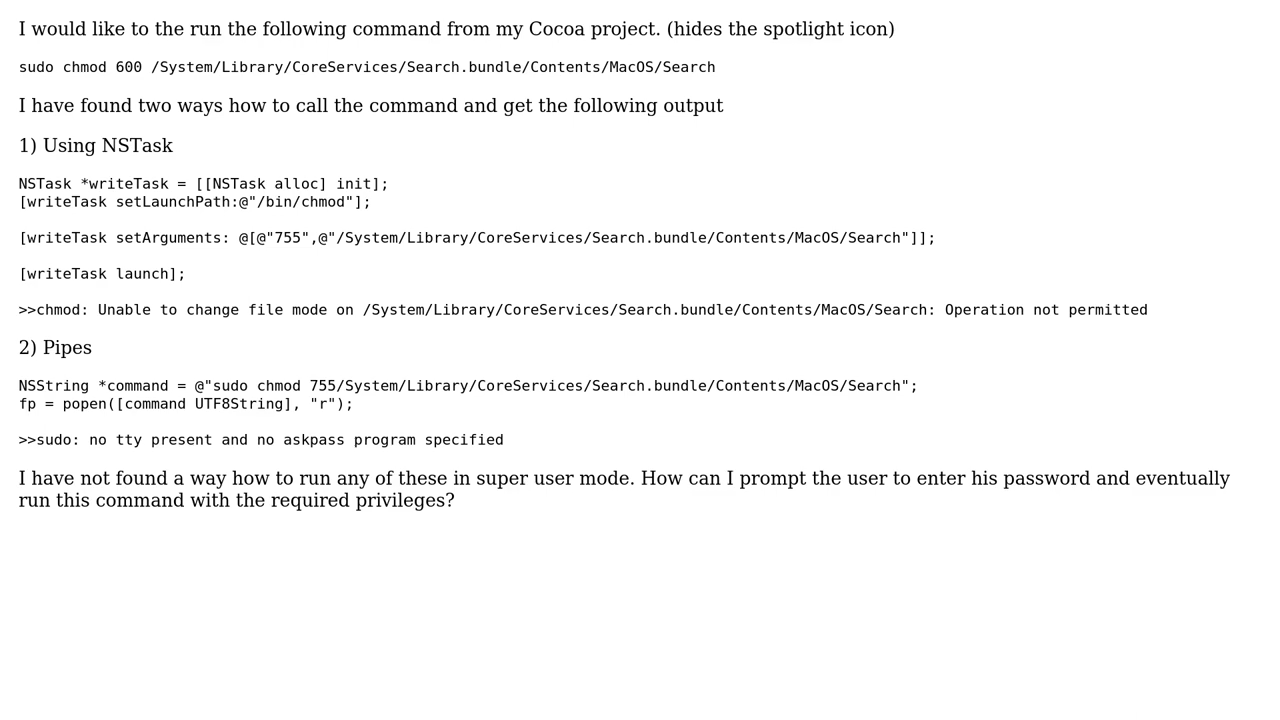 I would like to the run the following command from my Cocoa project. (hides the spotlight icon)
sudo chmod 600 /System/Library/CoreServices/Search.bundle/Contents/MacOS/Search
I have found two ways how to call the command and get the following output
1) Using NSTask
NSTask *writeTask = [[NSTask alloc] init];
[writeTask setLaunchPath:@"/bin/chmod"];
[writeTask setArguments: @[@"755",@"/System/Library/CoreServices/Search.bundle/Contents/MacOS/Search"]];
[writeTask launch];
>>chmod: Unable to change file mode on /System/Library/CoreServices/Search.bundle/Contents/MacOS/Search: Operation not permitted
2) Pipes
NSString *command = @"sudo chmod 755/System/Library/CoreServices/Search.bundle/Contents/MacOS/Search";
fp = popen([command UTF8String], "r");
>>sudo: no tty present and no askpass program specified
I have not found a way how to run any of these in super user mode. How can I prompt the user to enter his password and eventually
run this command with the required privileges?